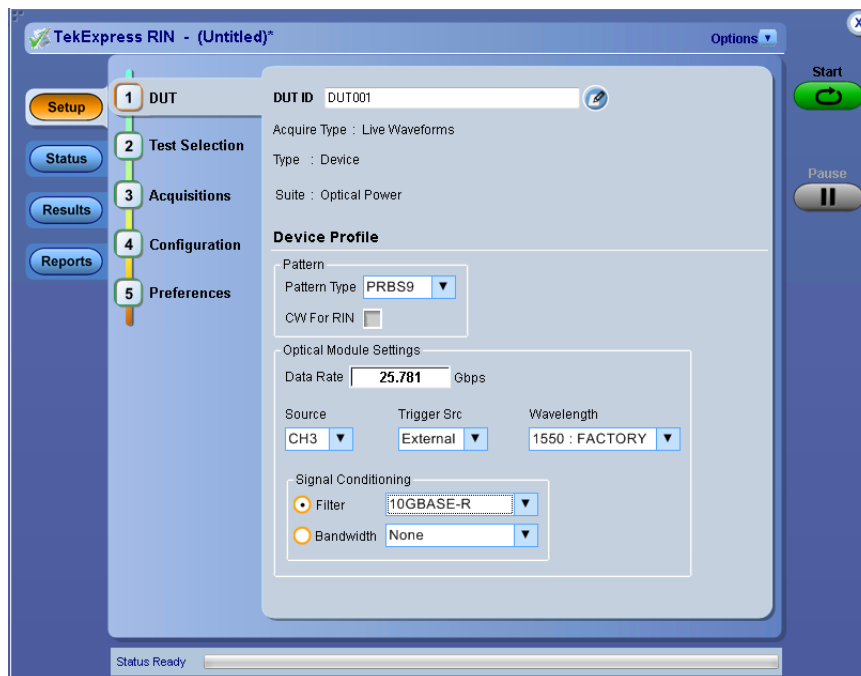 TekExpress RIN - (Untitled)*
Options
Start
Pause
Setup
Status
Results
Reports
1 DUT
2 Test Selection
3 Acquisitions
4 Configuration
5 Preferences
DUT ID DUT001
Acquire Type : Live Waveforms
Type : Device
Suite : Optical Power
Device Profile
Pattern
Pattern Type PRBS9
CW For RIN
Optical Module Settings
Data Rate 25.781 Gbps
Source Trigger Src Wavelength
CH3 External 1550 : FACTORY
Signal Conditioning
Filter 10GBASE-R
Bandwidth None
Status Ready